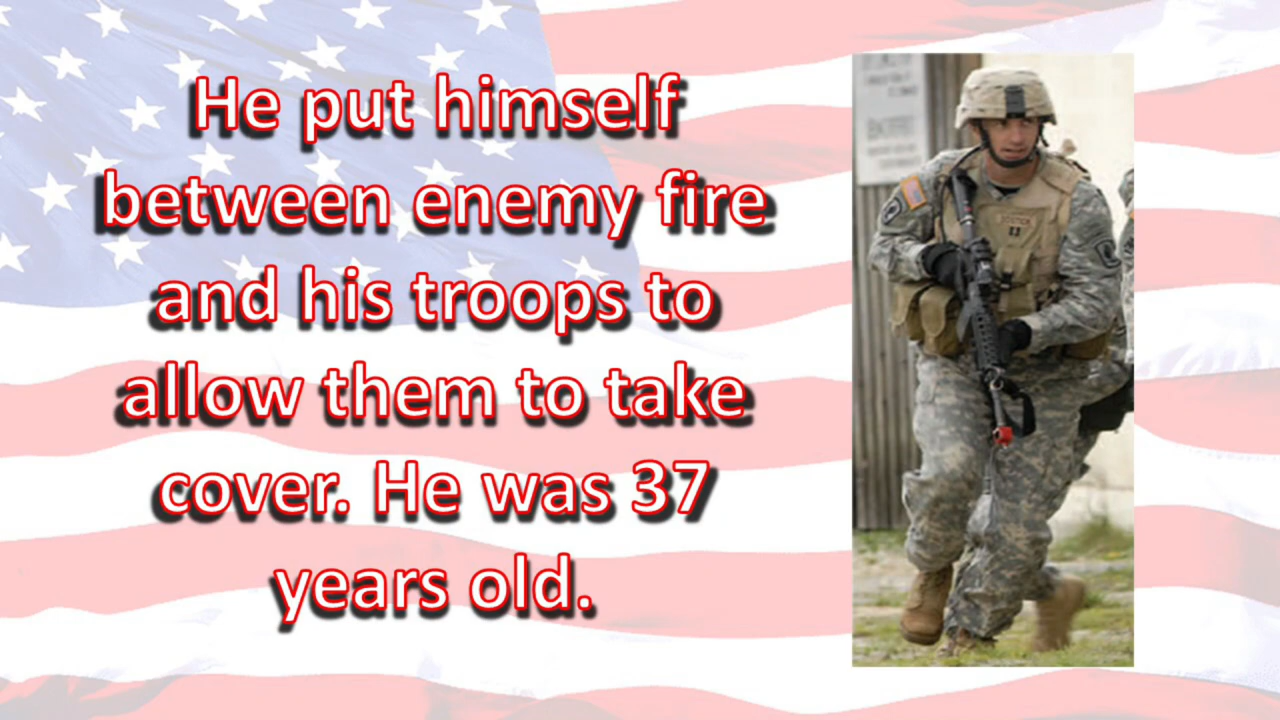 He put himself
between enemy fire
and his troops to
allow them to take
cover. He was 37
years old.